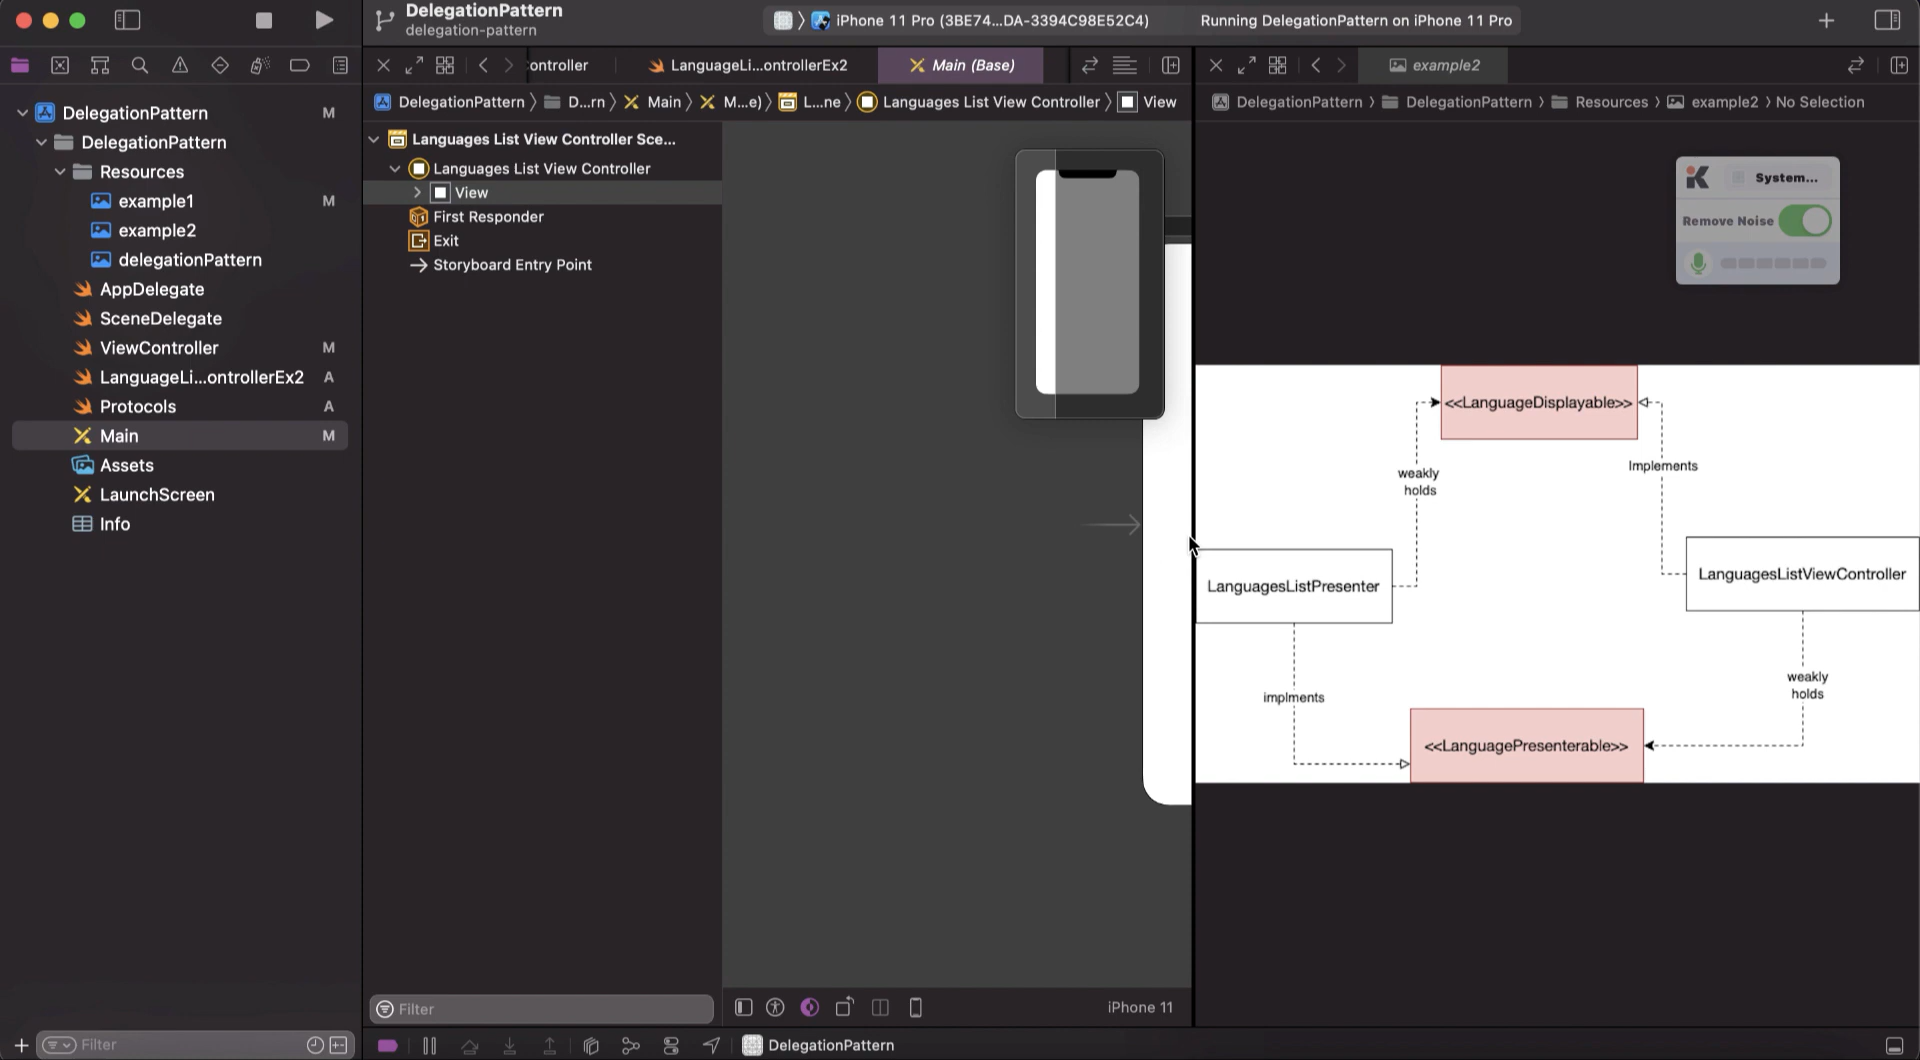 DelegationPattern
delegation-pattern
iPhone 11 Pro (3BE74...DA-3394C98E52C4)
Running DelegationPattern on iPhone 11 Pro
ontroller
LanguageLi...ontrollerEx2
Main (Base)
example2
DelegationPattern
D...rn
Main
M...e)
L...ne
Languages List View Controller
View
DelegationPattern
DelegationPattern
Resources
example2
No Selection
DelegationPattern M
DelegationPattern
Resources
example1 M
example2
delegationPattern
AppDelegate
SceneDelegate
ViewController M
LanguageLi...ontrollerEx2 A
Protocols A
Main M
Assets
LaunchScreen
Info
Languages List View Controller Sce...
Languages List View Controller
View
First Responder
Exit
Storyboard Entry Point
System...
Remove Noise
<<LanguageDisplayable>>
weakly
holds
Implements
LanguagesListPresenter
LanguagesListViewController
implments
weakly
holds
<<LanguagePresenterable>>
Filter
iPhone 11
Filter
DelegationPattern